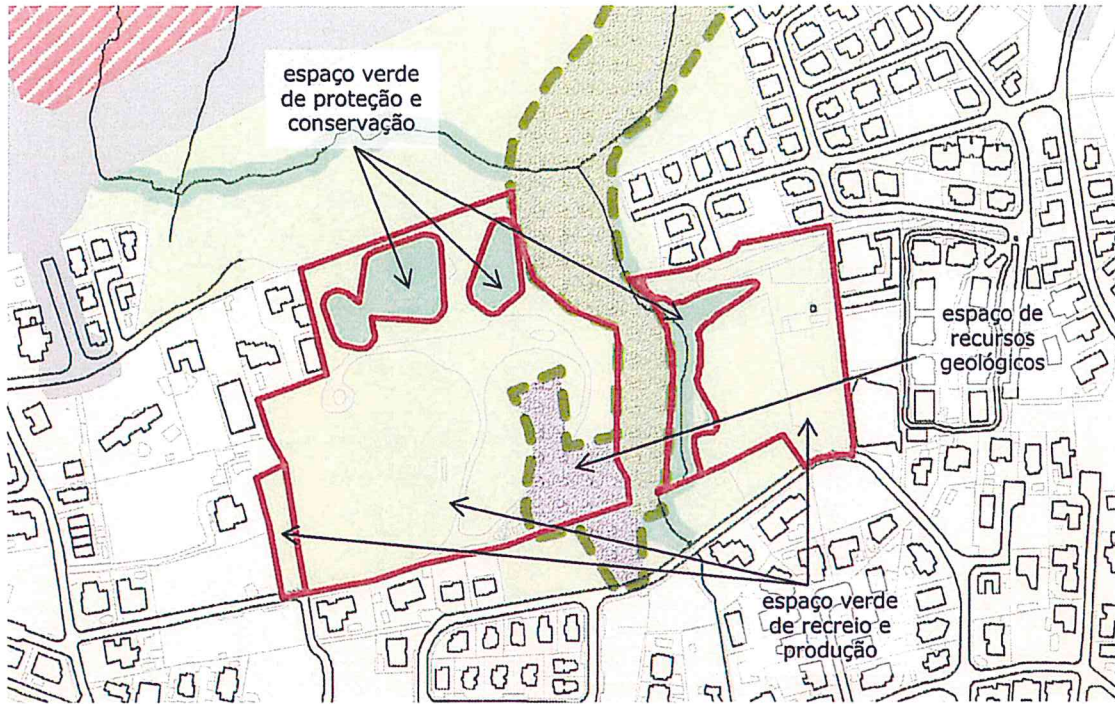 espaço verde
de proteção e
conservação
espaço de
recursos
geológicos
espaço verde
de recreio e
produção